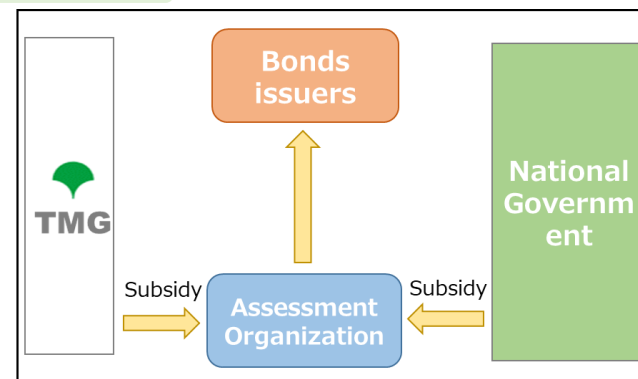 Bonds
issuers
TMG
National
Governm
ent
Subsidy
Subsidy
Assessment
Organization